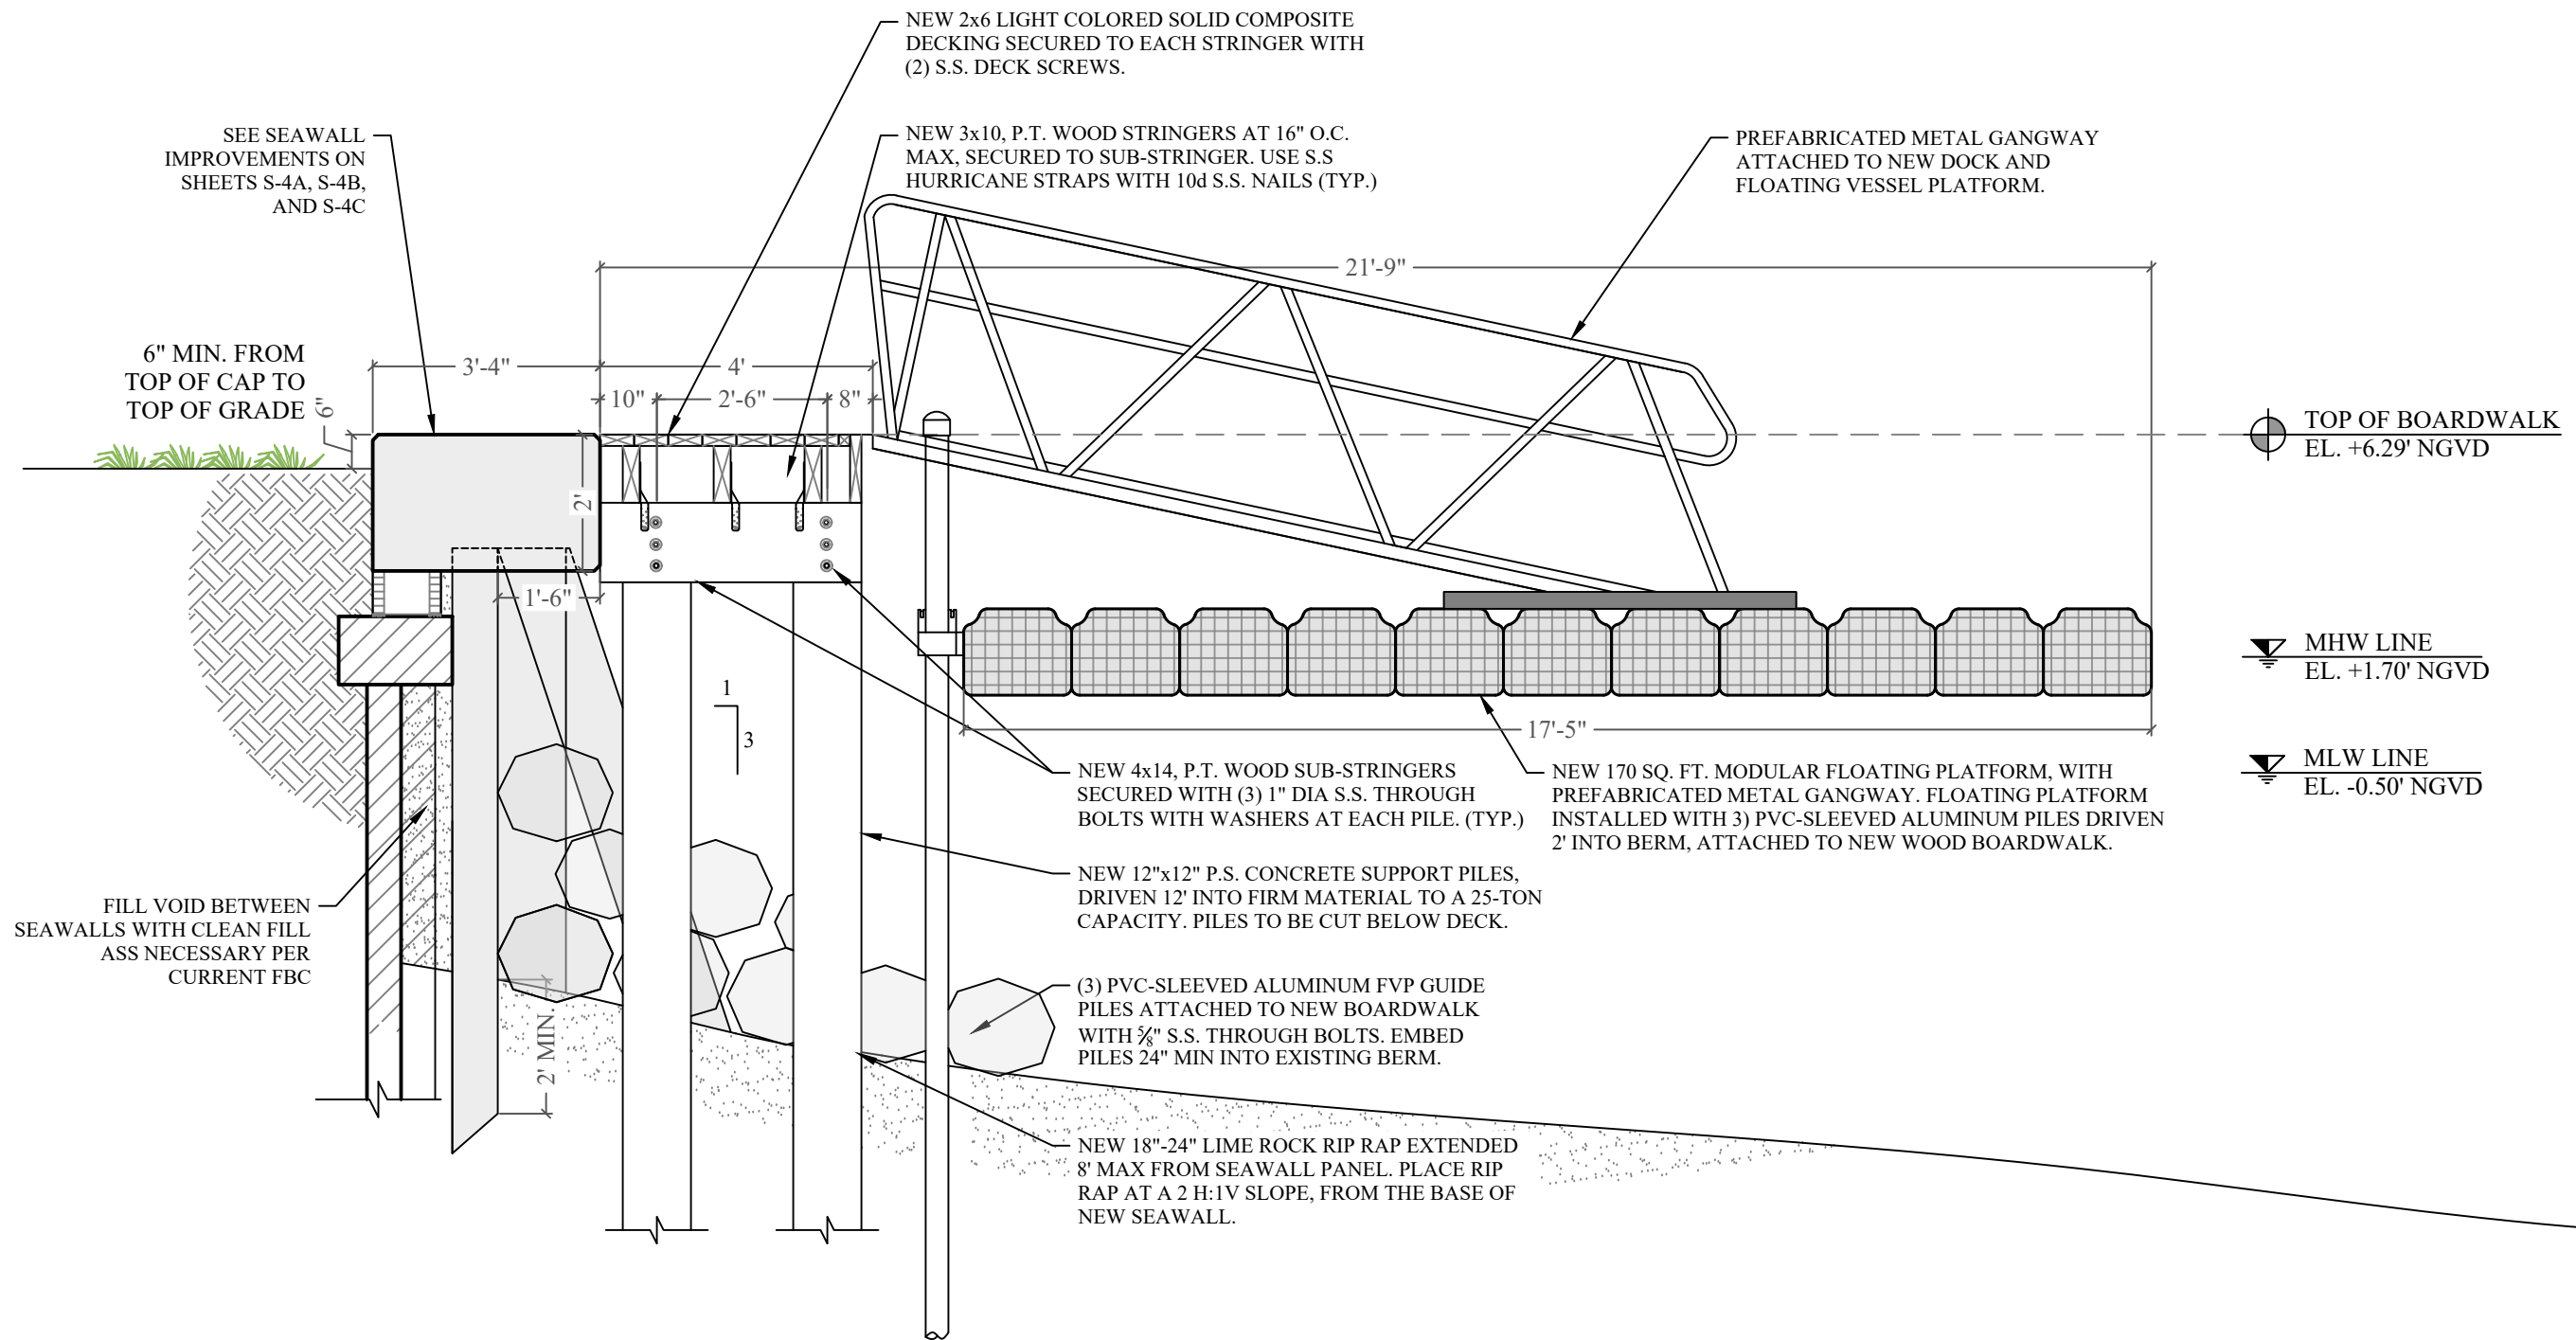 NEW 2x6 LIGHT COLORED SOLID COMPOSITE
DECKING SECURED TO EACH STRINGER WITH
(2) S.S. DECK SCREWS.
SEE SEAWALL
IMPROVEMENTS ON
SHEETS S-4A, S-4B,
AND S-4C
NEW 3x10, P.T. WOOD STRINGERS AT 16" O.C.
MAX, SECURED TO SUB-STRINGER. USE S.S
HURRICANE STRAPS WITH 10d S.S. NAILS (TYP.)
PREFABRICATED METAL GANGWAY
ATTACHED TO NEW DOCK AND
FLOATING VESSEL PLATFORM.
21'-9"
6" MIN. FROM
TOP OF CAP TO
TOP OF GRADE
6"
3'-4"
4'
10"
2'-6"
8"
2'
1'-6"
TOP OF BOARDWALK
EL. +6.29' NGVD
MHW LINE
EL. +1.70' NGVD
MLW LINE
EL. -0.50' NGVD
1
3
17'-5"
NEW 4x14, P.T. WOOD SUB-STRINGERS
SECURED WITH (3) 1" DIA S.S. THROUGH
BOLTS WITH WASHERS AT EACH PILE. (TYP.)
NEW 170 SQ. FT. MODULAR FLOATING PLATFORM, WITH
PREFABRICATED METAL GANGWAY. FLOATING PLATFORM
INSTALLED WITH 3) PVC-SLEEVED ALUMINUM PILES DRIVEN
2' INTO BERM, ATTACHED TO NEW WOOD BOARDWALK.
NEW 12"x12" P.S. CONCRETE SUPPORT PILES,
DRIVEN 12' INTO FIRM MATERIAL TO A 25-TON
CAPACITY. PILES TO BE CUT BELOW DECK.
FILL VOID BETWEEN
SEAWALLS WITH CLEAN FILL
ASS NECESSARY PER
CURRENT FBC
2' MIN.
(3) PVC-SLEEVED ALUMINUM FVP GUIDE
PILES ATTACHED TO NEW BOARDWALK
WITH ⅝" S.S. THROUGH BOLTS. EMBED
PILES 24" MIN INTO EXISTING BERM.
NEW 18"-24" LIME ROCK RIP RAP EXTENDED
8' MAX FROM SEAWALL PANEL. PLACE RIP
RAP AT A 2 H:1V SLOPE, FROM THE BASE OF
NEW SEAWALL.